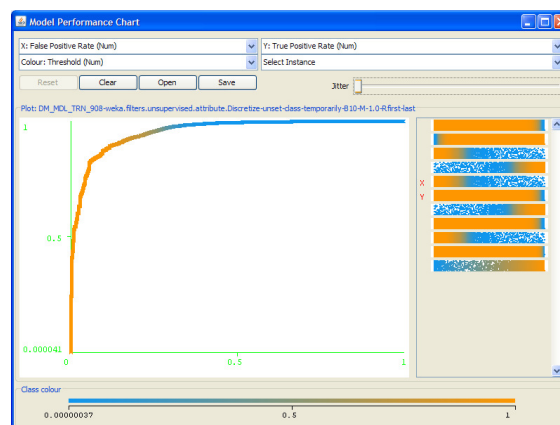 Model Performance Chart
X: False Positive Rate (Num)
Y: True Positive Rate (Num)
Colour: Threshold (Num)
Select Instance
Reset
Clear
Open
Save
Jitter
Plot: DM_MDL_TRN_908-weka.filters.unsupervised.attribute.Discretize-unset-class-temporarily-B10-M-1.0-Rfirst-last
1
0.5
0.000041
0
0.5
1
X
Y
Class colour
0.00000037
0.5
1